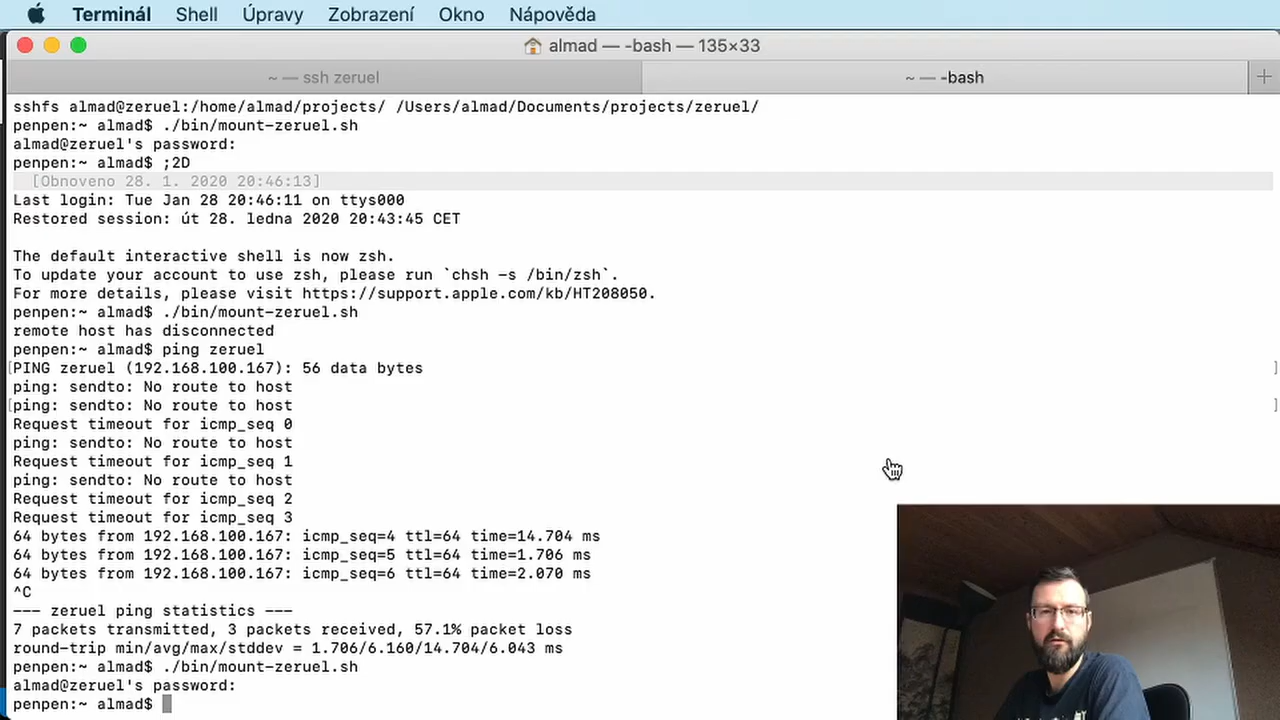 Terminál Shell Úpravy Zobrazení Okno Nápověda
almad — -bash — 135×33
~ — ssh zeruel
~ — -bash
sshfs almad@zeruel:/home/almad/projects/ /Users/almad/Documents/projects/zeruel/
penpen:~ almad$ ./bin/mount-zeruel.sh
almad@zeruel's password:
penpen:~ almad$ ;2D
[Obnoveno 28. 1. 2020 20:46:13]
Last login: Tue Jan 28 20:46:11 on ttys000
Restored session: út 28. ledna 2020 20:43:45 CET
The default interactive shell is now zsh.
To update your account to use zsh, please run `chsh -s /bin/zsh`.
For more details, please visit https://support.apple.com/kb/HT208050.
penpen:~ almad$ ./bin/mount-zeruel.sh
remote host has disconnected
penpen:~ almad$ ping zeruel
[PING zeruel (192.168.100.167): 56 data bytes ]
ping: sendto: No route to host
[ping: sendto: No route to host ]
Request timeout for icmp_seq 0
ping: sendto: No route to host
Request timeout for icmp_seq 1
ping: sendto: No route to host
Request timeout for icmp_seq 2
Request timeout for icmp_seq 3
64 bytes from 192.168.100.167: icmp_seq=4 ttl=64 time=14.704 ms
64 bytes from 192.168.100.167: icmp_seq=5 ttl=64 time=1.706 ms
64 bytes from 192.168.100.167: icmp_seq=6 ttl=64 time=2.070 ms
^C
--- zeruel ping statistics ---
7 packets transmitted, 3 packets received, 57.1% packet loss
round-trip min/avg/max/stddev = 1.706/6.160/14.704/6.043 ms
penpen:~ almad$ ./bin/mount-zeruel.sh
almad@zeruel's password:
penpen:~ almad$